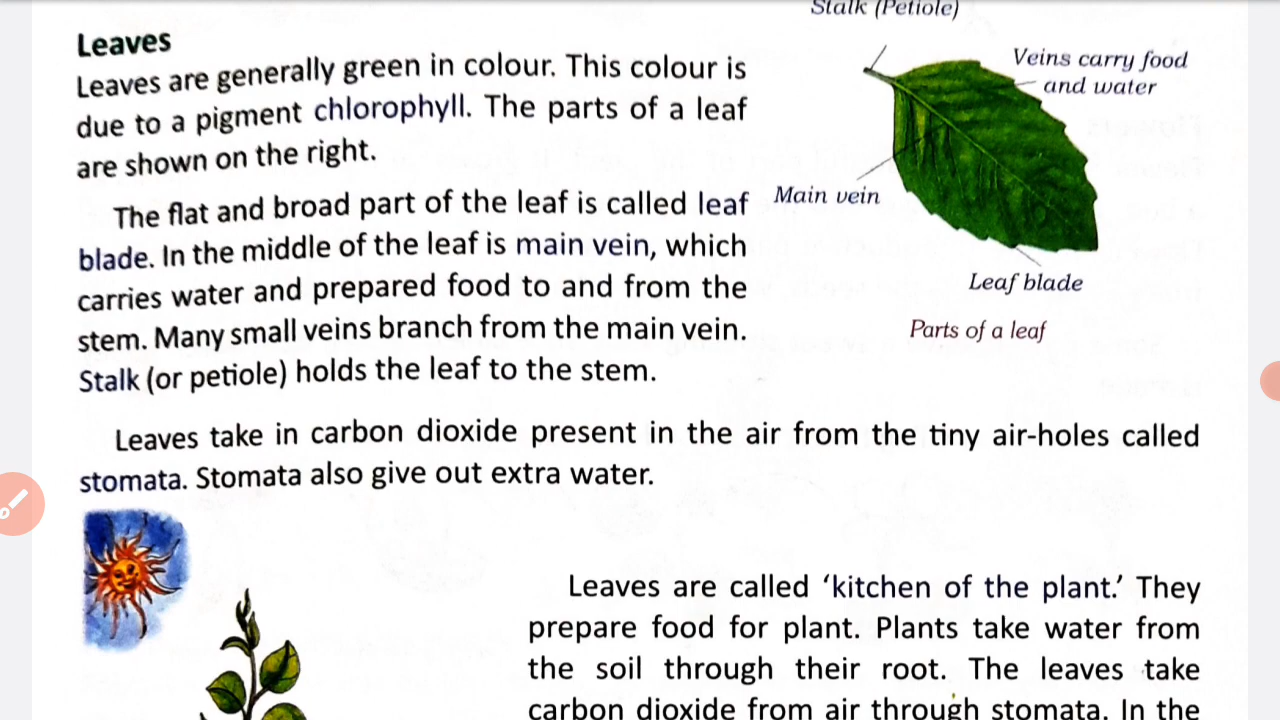 Stalk (Petiole)
Leaves
Leaves are generally green in colour. This colour is
due to a pigment chlorophyll. The parts of a leaf
are shown on the right.
Veins carry food
and water
Main vein
Leaf blade
Parts of a leaf
The flat and broad part of the leaf is called leaf
blade. In the middle of the leaf is main vein, which
carries water and prepared food to and from the
stem. Many small veins branch from the main vein.
Stalk (or petiole) holds the leaf to the stem.
Leaves take in carbon dioxide present in the air from the tiny air-holes called
stomata. Stomata also give out extra water.
Leaves are called ‘kitchen of the plant.’ They
prepare food for plant. Plants take water from
the soil through their root. The leaves take
carbon dioxide from air through stomata. In the